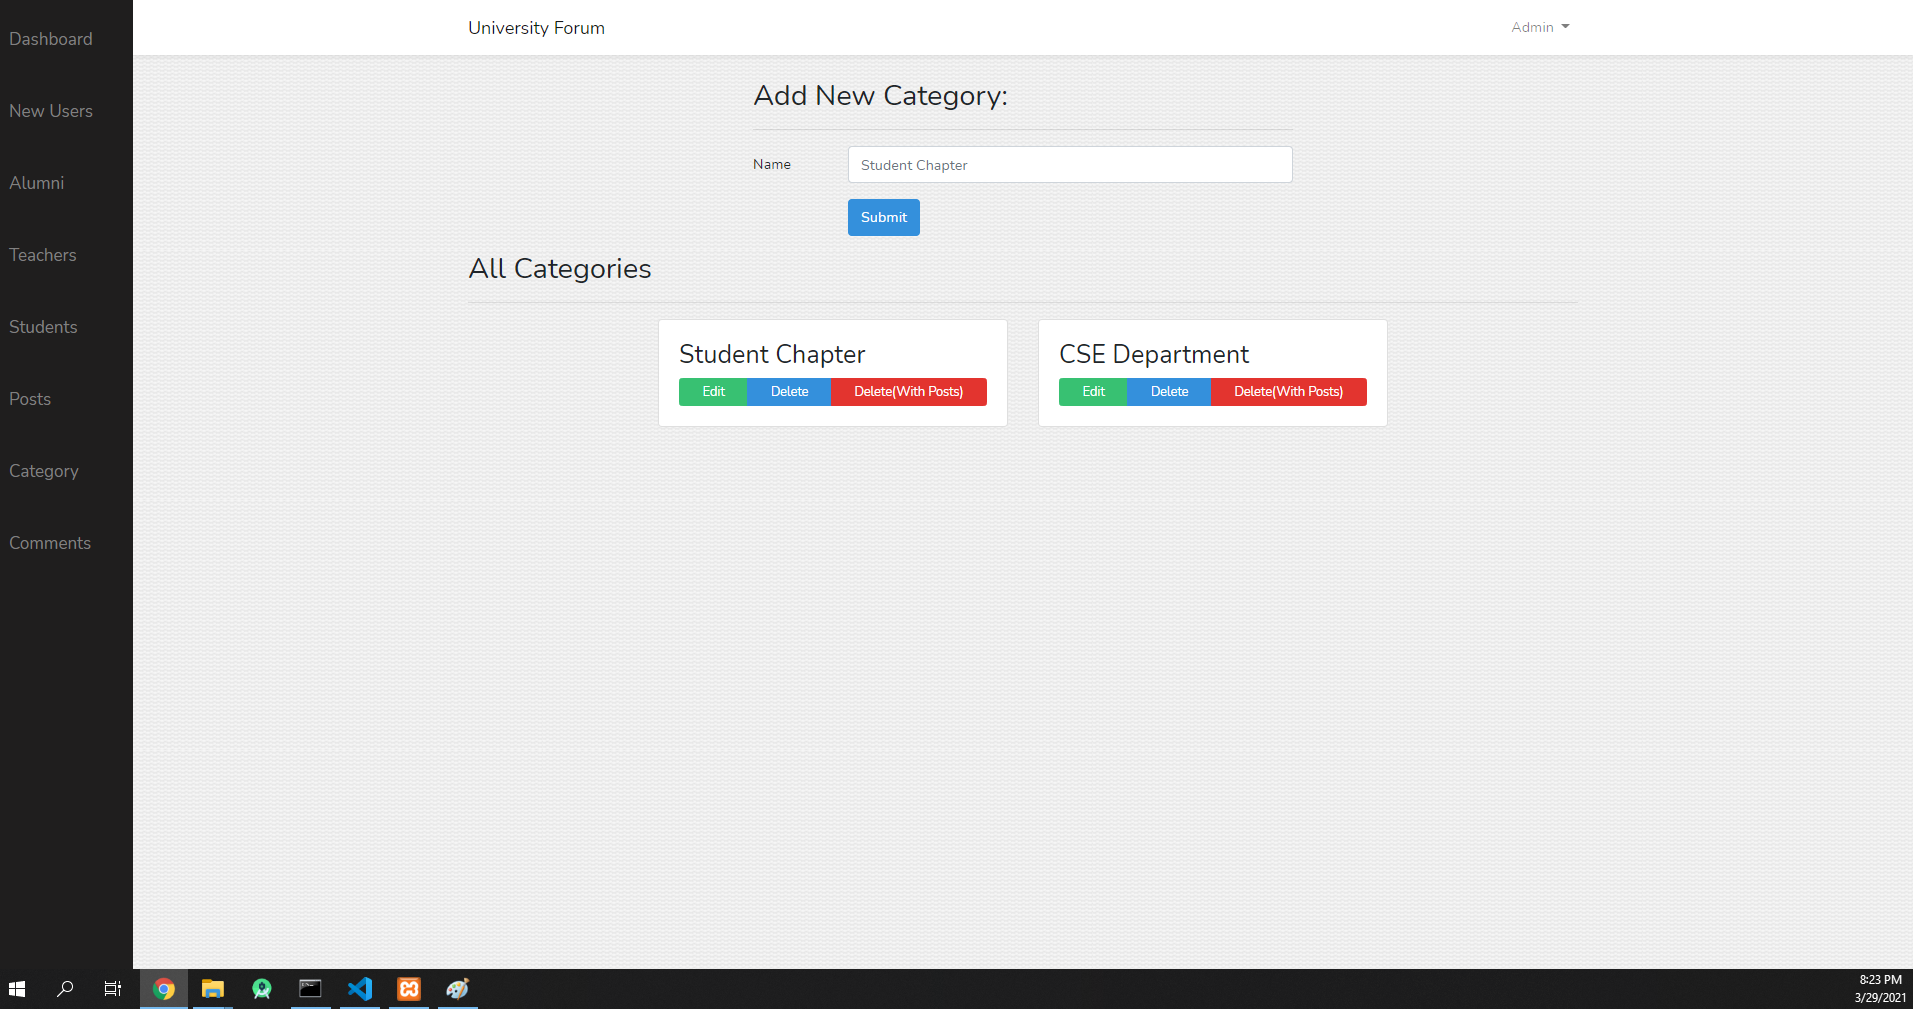 Dashboard
New Users
Alumni
Teachers
Students
Posts
Category
Comments
University Forum
Admin
Add New Category:
Name
Student Chapter
Submit
All Categories
Student Chapter
Edit Delete Delete(With Posts)
CSE Department
Edit Delete Delete(With Posts)
8:23 PM
3/29/2021